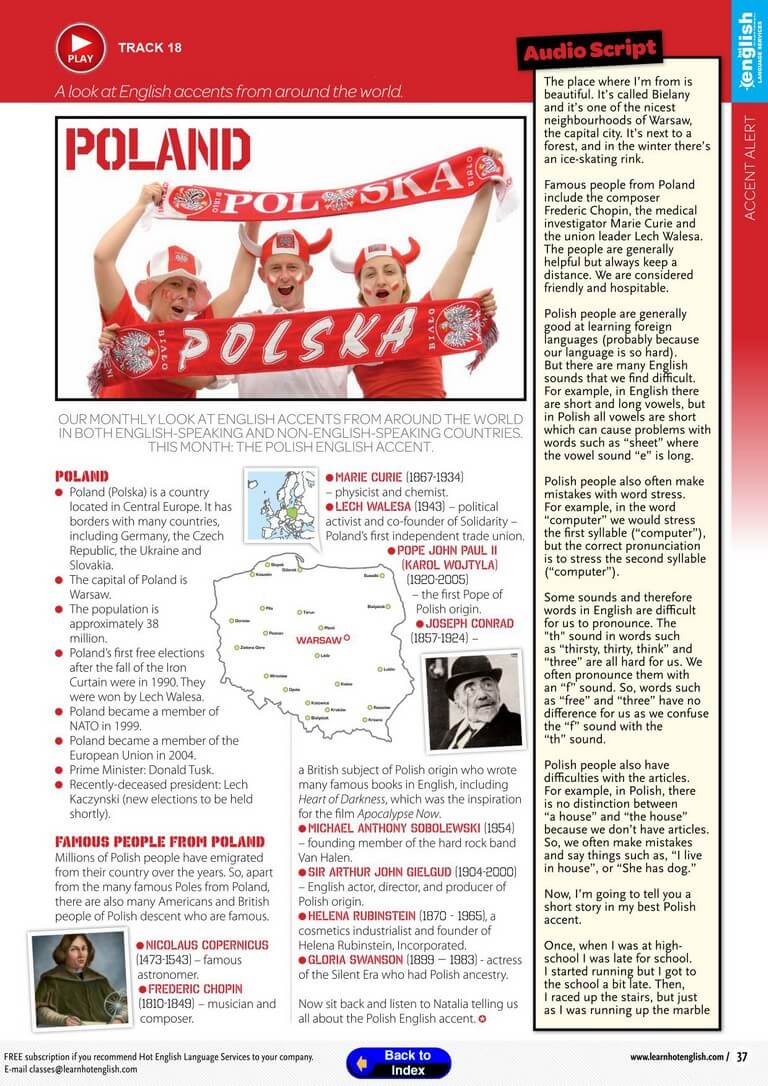 PLAY
TRACK 18
A look at English accents from around the world.
POLAND
POLSKA
BIAŁO
BIAŁO
POLSKA
BIAŁO
OUR MONTHLY LOOK AT ENGLISH ACCENTS FROM AROUND THE WORLD
IN BOTH ENGLISH-SPEAKING AND NON-ENGLISH-SPEAKING COUNTRIES.
THIS MONTH: THE POLISH ENGLISH ACCENT.
POLAND
● Poland (Polska) is a country
located in Central Europe. It has
borders with many countries,
including Germany, the Czech
Republic, the Ukraine and
Slovakia.
● The capital of Poland is
Warsaw.
● The population is
approximately 38
million.
● Poland's first free elections
after the fall of the Iron
Curtain were in 1990. They
were won by Lech Walesa.
● Poland became a member of
NATO in 1999.
● Poland became a member of the
European Union in 2004.
● Prime Minister: Donald Tusk.
● Recently-deceased president: Lech
Kaczynski (new elections to be held
shortly).
FAMOUS PEOPLE FROM POLAND
Millions of Polish people have emigrated
from their country over the years. So, apart
from the many famous Poles from Poland,
there are also many Americans and British
people of Polish descent who are famous.
● NICOLAUS COPERNICUS
(1473-1543) – famous
astronomer.
● FREDERIC CHOPIN
(1810-1849) – musician and
composer.
● MARIE CURIE (1867-1934)
– physicist and chemist.
● LECH WALESA (1943) – political
activist and co-founder of Solidarity –
Poland's first independent trade union.
● POPE JOHN PAUL II
(KAROL WOJTYLA)
(1920-2005)
– the first Pope of
Polish origin.
● JOSEPH CONRAD
(1857-1924) –
WARSAW
a British subject of Polish origin who wrote
many famous books in English, including
Heart of Darkness, which was the inspiration
for the film Apocalypse Now.
● MICHAEL ANTHONY SOBOLEWSKI (1954)
– founding member of the hard rock band
Van Halen.
● SIR ARTHUR JOHN GIELGUD (1904-2000)
– English actor, director, and producer of
Polish origin.
● HELENA RUBINSTEIN (1870 - 1965), a
cosmetics industrialist and founder of
Helena Rubinstein, Incorporated.
● GLORIA SWANSON (1899 – 1983) - actress
of the Silent Era who had Polish ancestry.
Now sit back and listen to Natalia telling us
all about the Polish English accent.
Audio Script
The place where I'm from is
beautiful. It's called Bielany
and it's one of the nicest
neighbourhoods of Warsaw,
the capital city. It's next to a
forest, and in the winter there's
an ice-skating rink.
Famous people from Poland
include the composer
Frederic Chopin, the medical
investigator Marie Curie and
the union leader Lech Walesa.
The people are generally
helpful but always keep a
distance. We are considered
friendly and hospitable.
Polish people are generally
good at learning foreign
languages (probably because
our language is so hard).
But there are many English
sounds that we find difficult.
For example, in English there
are short and long vowels, but
in Polish all vowels are short
which can cause problems with
words such as “sheet” where
the vowel sound “e” is long.
Polish people also often make
mistakes with word stress.
For example, in the word
“computer” we would stress
the first syllable (“computer”),
but the correct pronunciation
is to stress the second syllable
(“computer”).
Some sounds and therefore
words in English are difficult
for us to pronounce. The
"th" sound in words such
as “thirsty, thirty, think” and
“three” are all hard for us. We
often pronounce them with
an “f” sound. So, words such
as “free” and “three” have no
difference for us as we confuse
the “f” sound with the
“th” sound.
Polish people also have
difficulties with the articles.
For example, in Polish, there
is no distinction between
“a house” and “the house”
because we don't have articles.
So, we often make mistakes
and say things such as, “I live
in house”, or “She has dog.”
Now, I'm going to tell you a
short story in my best Polish
accent.
Once, when I was at high-
school I was late for school.
I started running but I got to
the school a bit late. Then,
I raced up the stairs, but just
as I was running up the marble
english
LANGUAGE SERVICES
ACCENT ALERT
FREE subscription if you recommend Hot English Language Services to your company.
E-mail classes@learnhotenglish.com
Back to
Index
www.learnhotenglish.com / 37